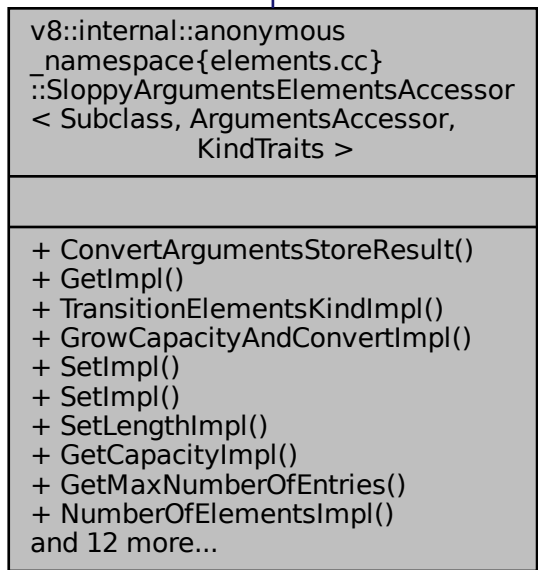 v8::internal::anonymous
_namespace{elements.cc}
::SloppyArgumentsElementsAccessor
< Subclass, ArgumentsAccessor,
KindTraits >
+ ConvertArgumentsStoreResult()
+ GetImpl()
+ TransitionElementsKindImpl()
+ GrowCapacityAndConvertImpl()
+ SetImpl()
+ SetImpl()
+ SetLengthImpl()
+ GetCapacityImpl()
+ GetMaxNumberOfEntries()
+ NumberOfElementsImpl()
and 12 more...